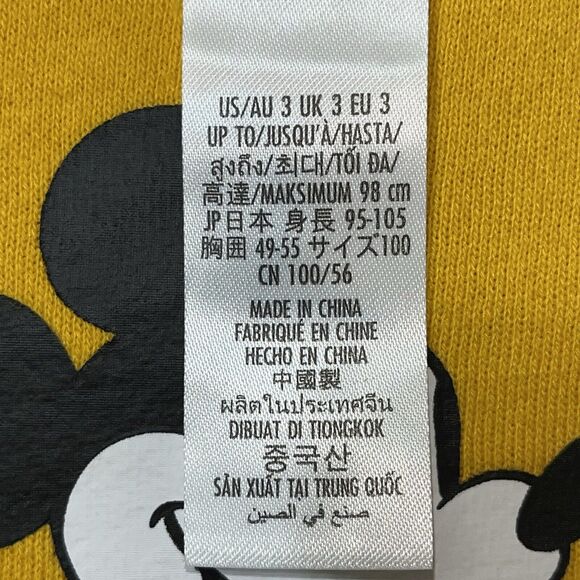 US/AU 3 UK 3 EU 3
UP TO/JUSQU'À/HASTA/
สูงถึง/최대/TỐI ĐA/
高達/MAKSIMUM 98 cm
JP日本 身長 95-105
胸囲 49-55 サイズ100
CN 100/56
MADE IN CHINA
FABRIQUÉ EN CHINE
HECHO EN CHINA
中國製
ผลิตในประเทศจีน
DIBUAT DI TIONGKOK
중국산
SẢN XUẤT TẠI TRUNG QUỐC
صنع في الصين